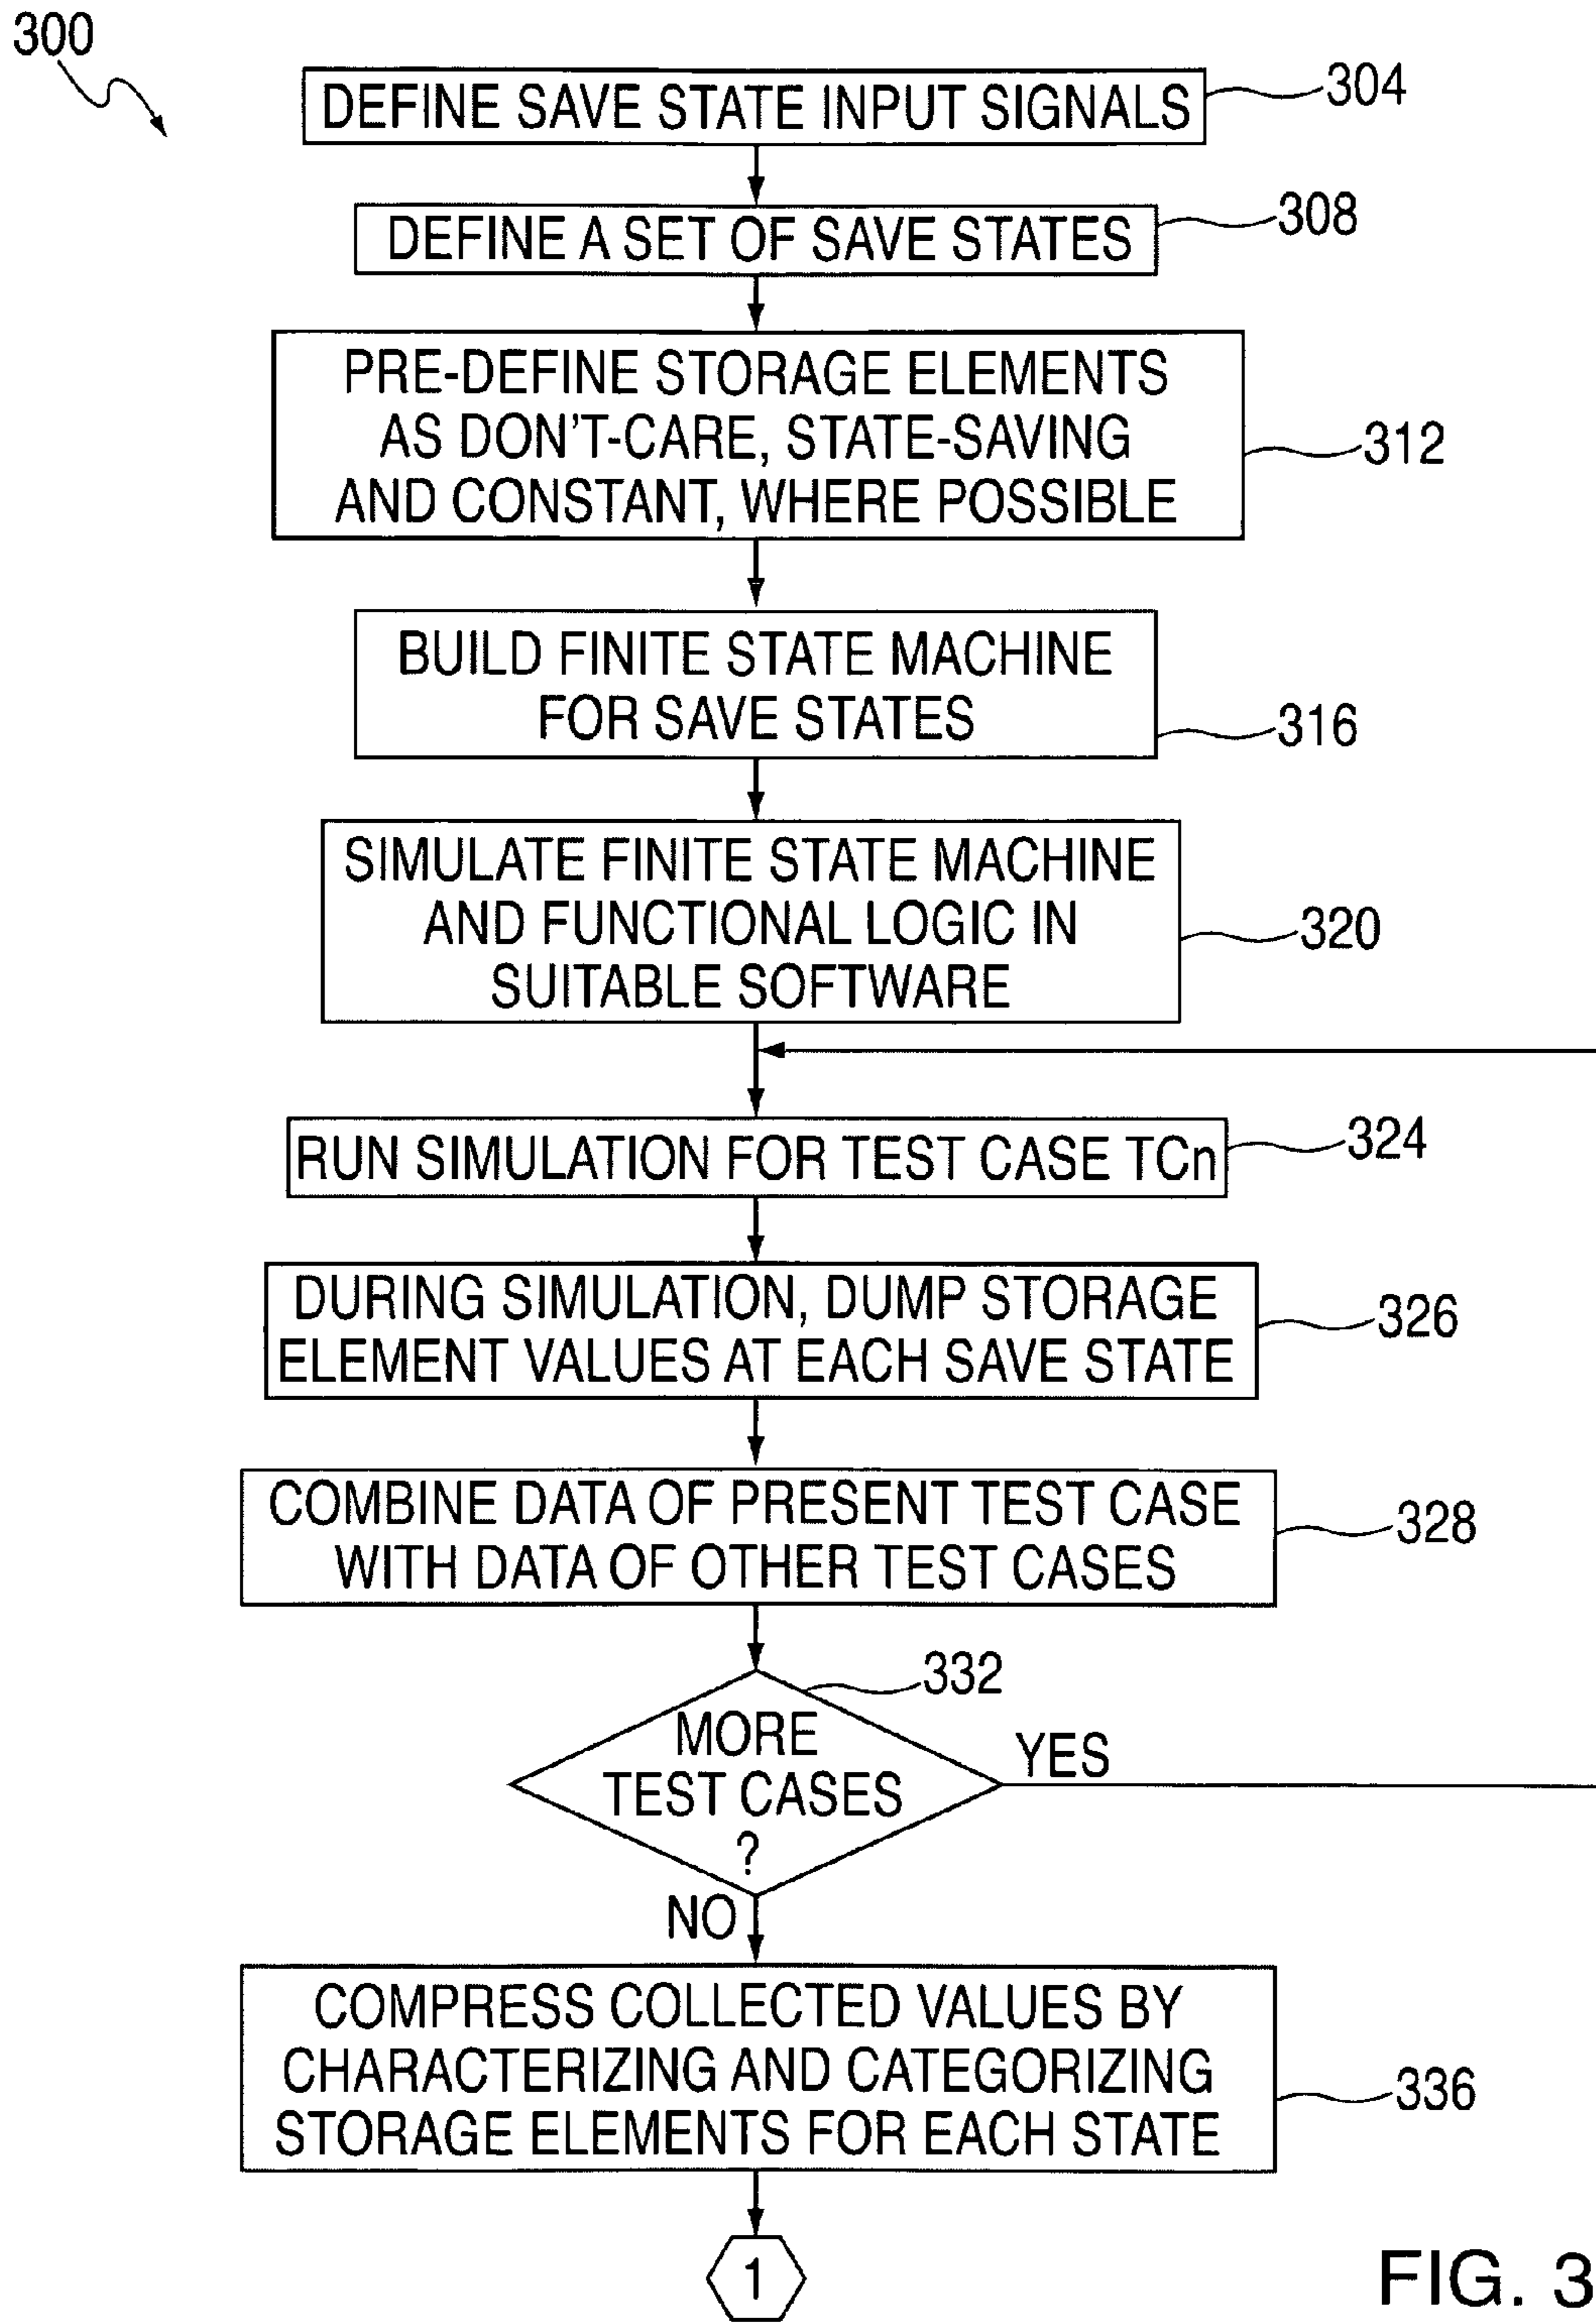 300
DEFINE SAVE STATE INPUT SIGNALS
304
DEFINE A SET OF SAVE STATES
308
PRE-DEFINE STORAGE ELEMENTS
AS DON'T-CARE, STATE-SAVING
AND CONSTANT, WHERE POSSIBLE
312
BUILD FINITE STATE MACHINE
FOR SAVE STATES
316
SIMULATE FINITE STATE MACHINE
AND FUNCTIONAL LOGIC IN
SUITABLE SOFTWARE
320
RUN SIMULATION FOR TEST CASE TCn
324
DURING SIMULATION, DUMP STORAGE
ELEMENT VALUES AT EACH SAVE STATE
326
COMBINE DATA OF PRESENT TEST CASE
WITH DATA OF OTHER TEST CASES
328
332
MORE
TEST CASES
?
YES
NO
COMPRESS COLLECTED VALUES BY
CHARACTERIZING AND CATEGORIZING
STORAGE ELEMENTS FOR EACH STATE
336
1
FIG. 3